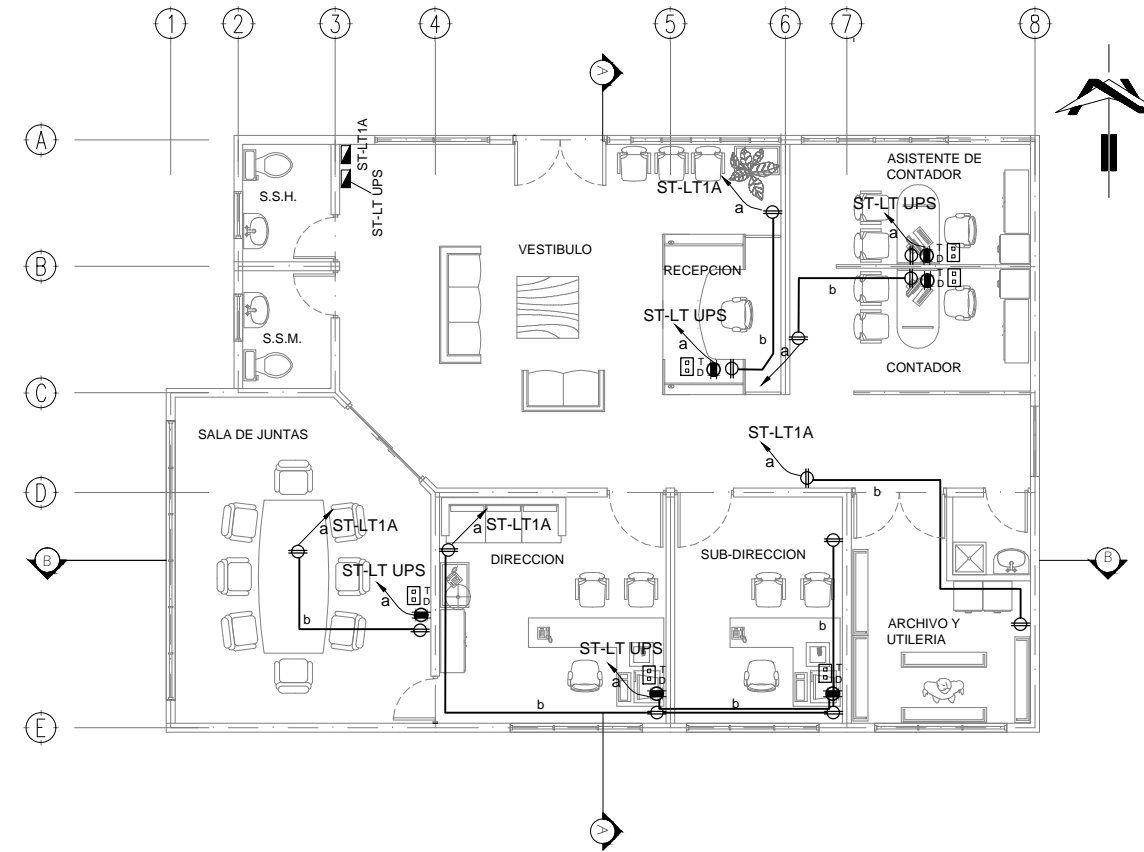 1
2
3
4
5
6
7
8
A
A
ST-LT1A
ST-LT UPS
S.S.H.
ASISTENTE DE
CONTADOR
ST-LT1A
a
ST-LT UPS
a
VESTIBULO
T
D
B
RECEPCION
T
D
b
ST-LT UPS
a
b
a
S.S.M.
T
D
CONTADOR
C
SALA DE JUNTAS
ST-LT1A
a
b
D
ST-LT1A
a
ST-LT1A
a
DIRECCION
SUB-DIRECCION
B
B
ST-LT UPS
a
T
D
b
b
ARCHIVO Y
UTILERIA
ST-LT UPS
a
T
D
T
D
b
b
E
A